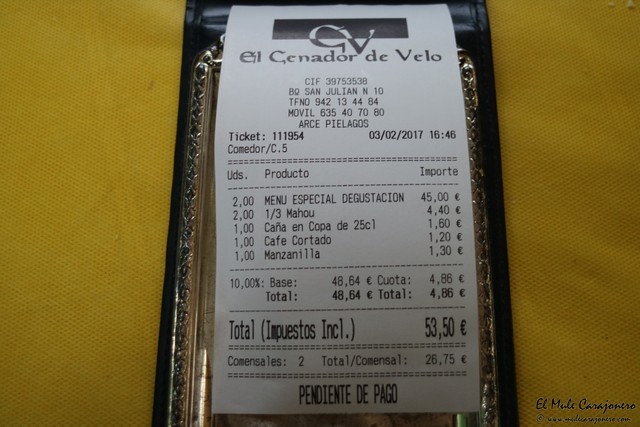 GV
El Cenador de Velo
CIF 39753538
BQ SAN JULIAN N 10
TFNO 942 13 44 84
MOVIL 635 40 70 80
ARCE PIELAGOS
Ticket: 111954 03/02/2017 16:46
Comedor/C.5
Uds. Producto Importe
2,00 MENU ESPECIAL DEGUSTACION 45,00 €
2,00 1/3 Mahou 4,40 €
1,00 Caña en Copa de 25cl 1,60 €
1,00 Cafe Cortado 1,20 €
1,00 Manzanilla 1,30 €
10,00%: Base: 48,64 € Cuota: 4,86 €
Total: 48,64 € Total: 4,86 €
Total (Impuestos Incl.) 53,50 €
Comensales: 2 Total/Comensal: 26,75 €
PENDIENTE DE PAGO
El Mule Carajonero
© www.mulecarajonero.com